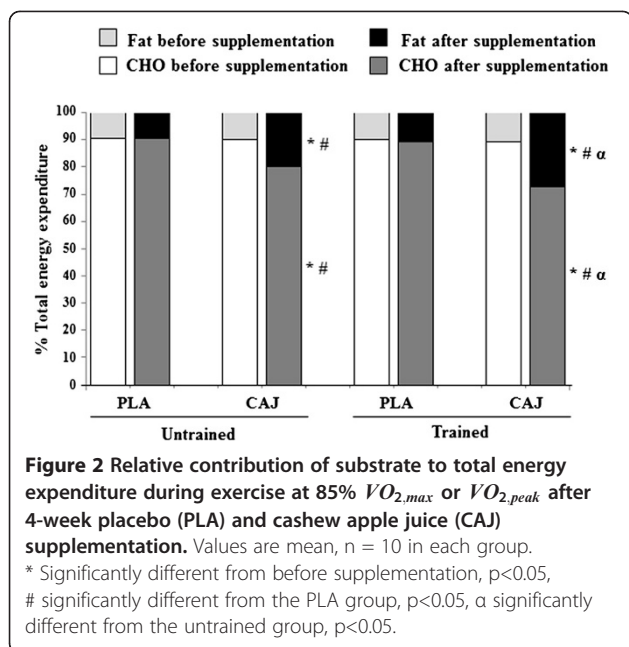 Fat before supplementation Fat after supplementation
CHO before supplementation CHO after supplementation
% Total energy expenditure
100
90
80
70
60
50
40
30
20
10
0
* #
* #
* # α
* # α
PLA CAJ PLA CAJ
Untrained Trained
Figure 2 Relative contribution of substrate to total energy
expenditure during exercise at 85% VO2,max or VO2,peak after
4-week placebo (PLA) and cashew apple juice (CAJ)
supplementation. Values are mean, n = 10 in each group.
* Significantly different from before supplementation, p<0.05,
# significantly different from the PLA group, p<0.05, α significantly
different from the untrained group, p<0.05.